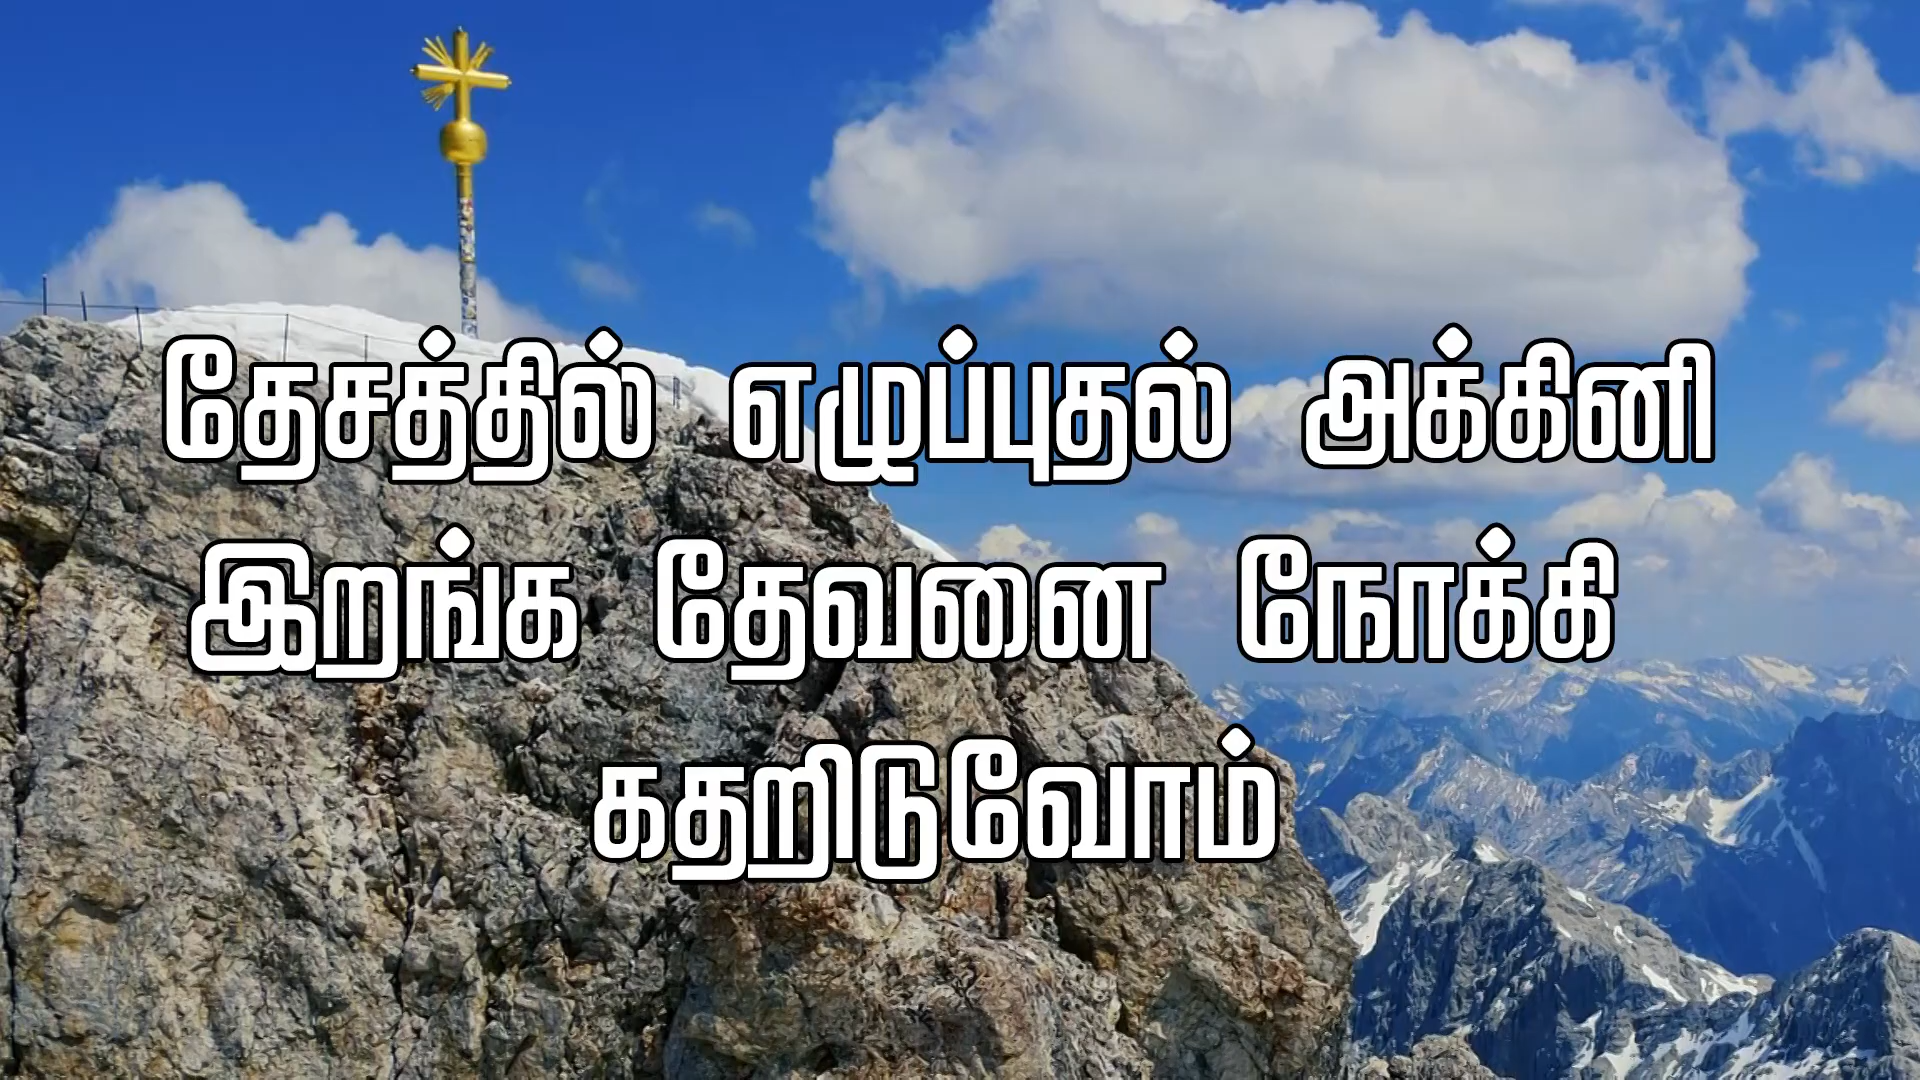 தேசத்தில் எழுப்புதல் அக்கினி
இறங்க தேவனை நோக்கி
கதறிடுவோம்